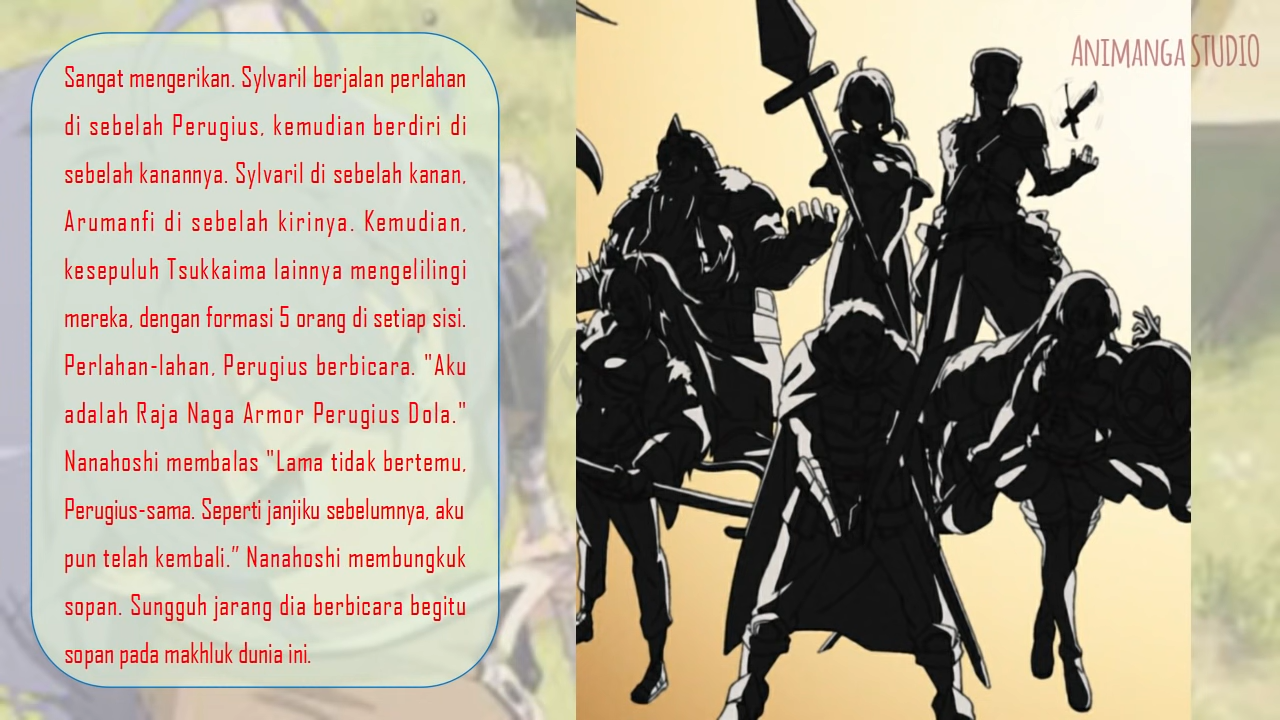 Sangat mengerikan. Sylvaril berjalan perlahan
di sebelah Perugius, kemudian berdiri di
sebelah kanannya. Sylvaril di sebelah kanan,
Arumanfi di sebelah kirinya. Kemudian,
kesepuluh Tsukkaima lainnya mengelilingi
mereka, dengan formasi 5 orang di setiap sisi.
Perlahan-lahan, Perugius berbicara. "Aku
adalah Raja Naga Armor Perugius Dola."
Nanahoshi membalas "Lama tidak bertemu,
Perugius-sama. Seperti janjiku sebelumnya, aku
pun telah kembali.” Nanahoshi membungkuk
sopan. Sungguh jarang dia berbicara begitu
sopan pada makhluk dunia ini.
ANIMANGA STUDIO